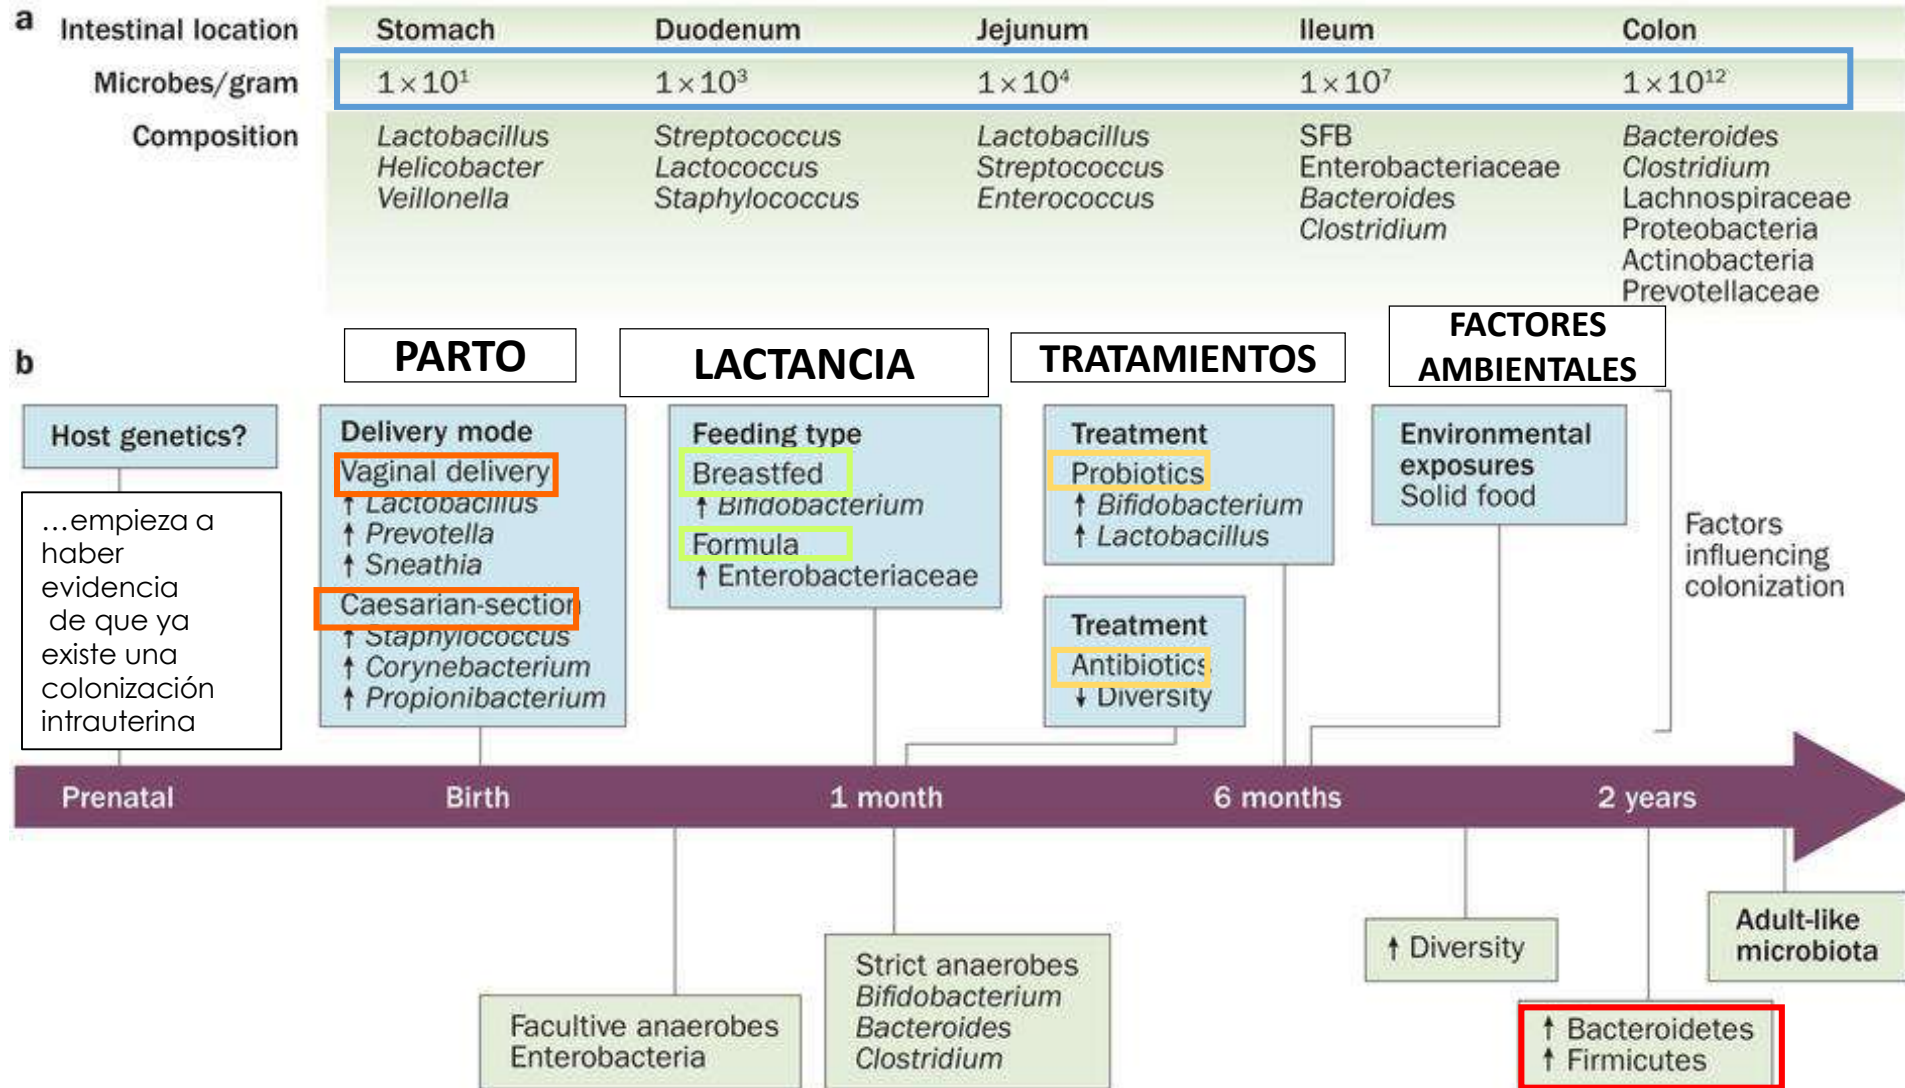 a
Intestinal location Stomach Duodenum Jejunum Ileum Colon
Microbes/gram 1×10¹ 1×10³ 1×10⁴ 1×10⁷ 1×10¹²
Composition
Lactobacillus
Helicobacter
Veillonella
Streptococcus
Lactococcus
Staphylococcus
Lactobacillus
Streptococcus
Enterococcus
SFB
Enterobacteriaceae
Bacteroides
Clostridium
Bacteroides
Clostridium
Lachnospiraceae
Proteobacteria
Actinobacteria
Prevotellaceae
b
PARTO
LACTANCIA
TRATAMIENTOS
FACTORES
AMBIENTALES
Host genetics?
...empieza a
haber
evidencia
de que ya
existe una
colonización
intrauterina
Delivery mode
Vaginal delivery
↑ Lactobacillus
↑ Prevotella
↑ Sneathia
Caesarian-section
↑ Staphylococcus
↑ Corynebacterium
↑ Propionibacterium
Feeding type
Breastfed
↑ Bifidobacterium
Formula
↑ Enterobacteriaceae
Treatment
Probiotics
↑ Bifidobacterium
↑ Lactobacillus
Treatment
Antibiotics
↓ Diversity
Environmental
exposures
Solid food
Factors
influencing
colonization
Prenatal Birth 1 month 6 months 2 years
Facultive anaerobes
Enterobacteria
Strict anaerobes
Bifidobacterium
Bacteroides
Clostridium
↑ Diversity
↑ Bacteroidetes
↑ Firmicutes
Adult-like
microbiota